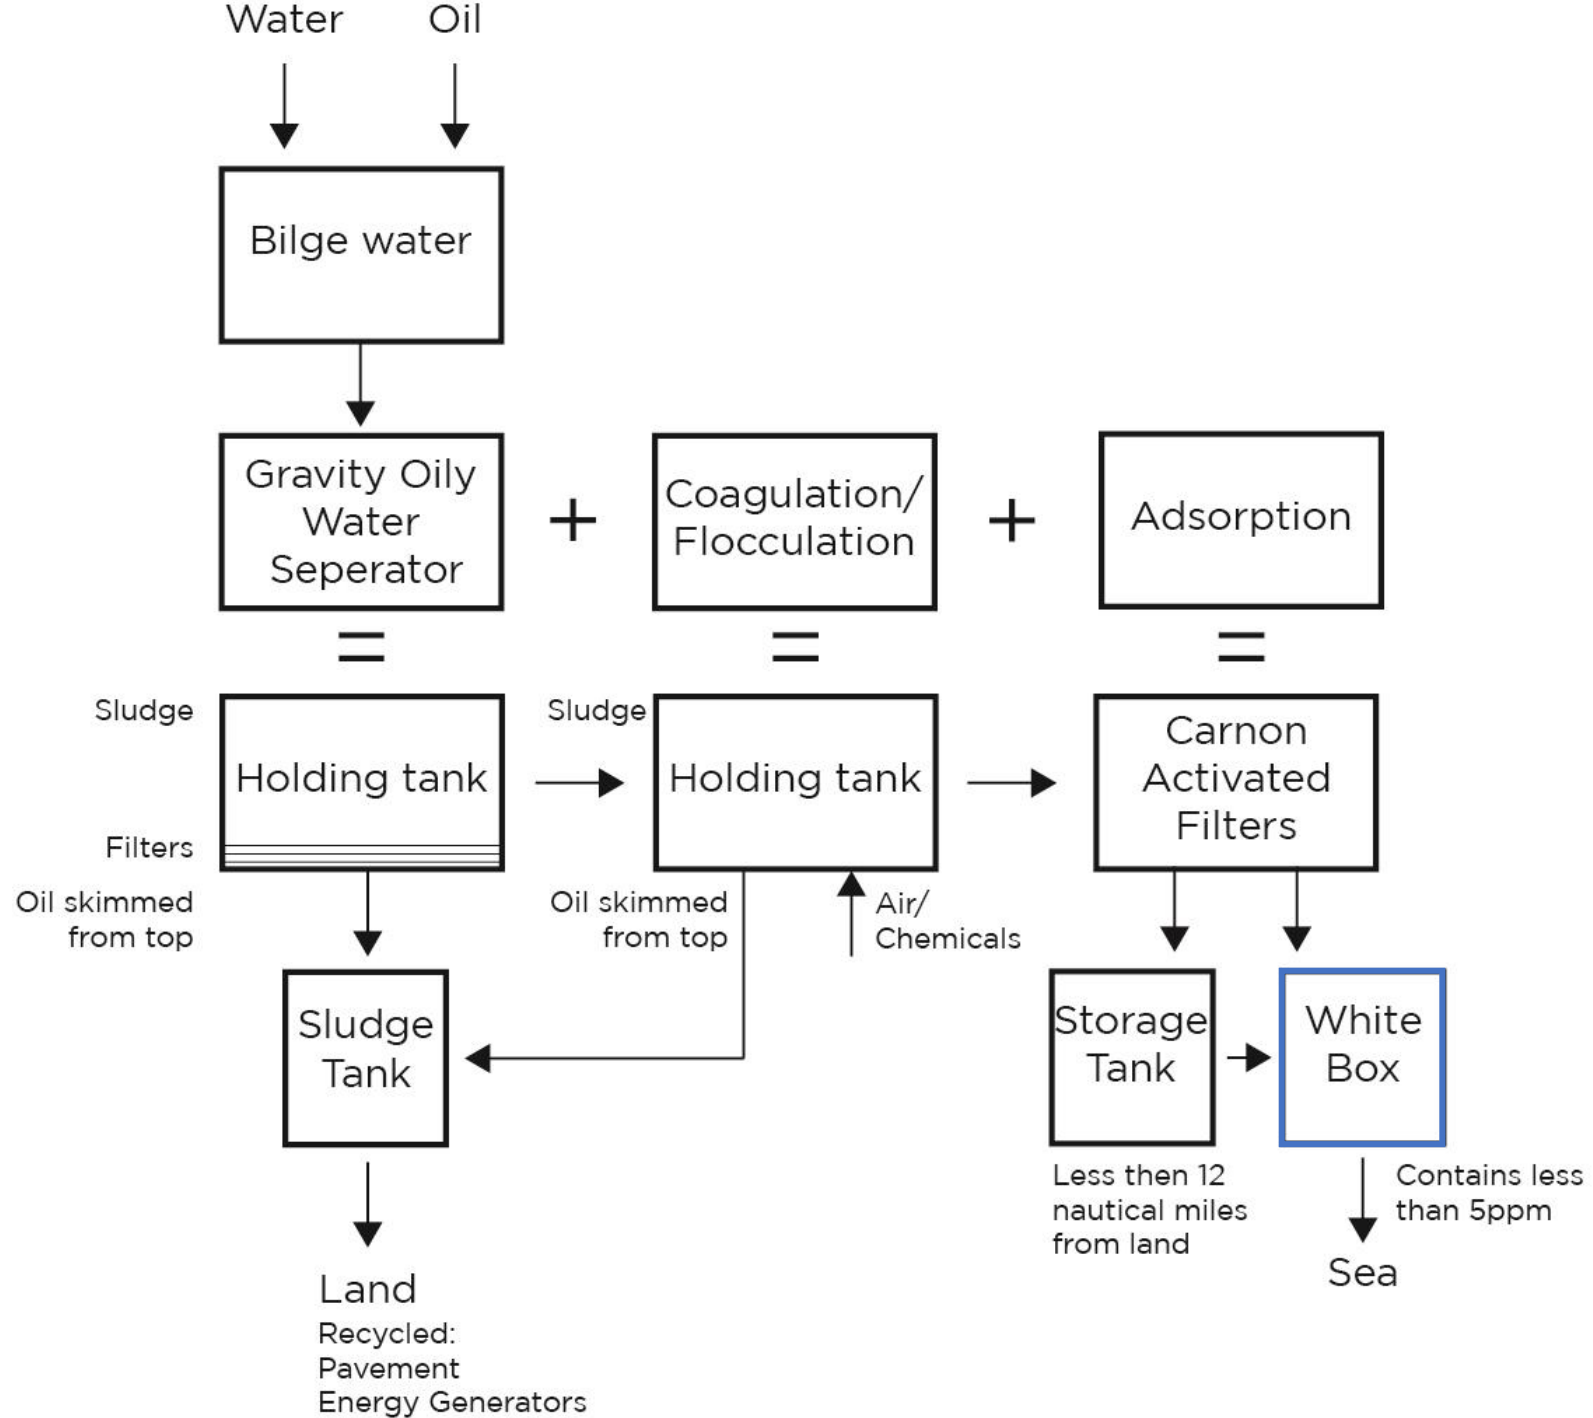 Water
Oil
Bilge water
Gravity Oily
Water
Seperator
+
Coagulation/
Flocculation
+
Adsorption
=
=
=
Sludge
Holding tank
Filters
Oil skimmed
from top
Sludge
Holding tank
Oil skimmed
from top
Air/
Chemicals
Carnon
Activated
Filters
Sludge
Tank
Storage
Tank
White
Box
Less then 12
nautical miles
from land
Contains less
than 5ppm
Sea
Land
Recycled:
Pavement
Energy Generators